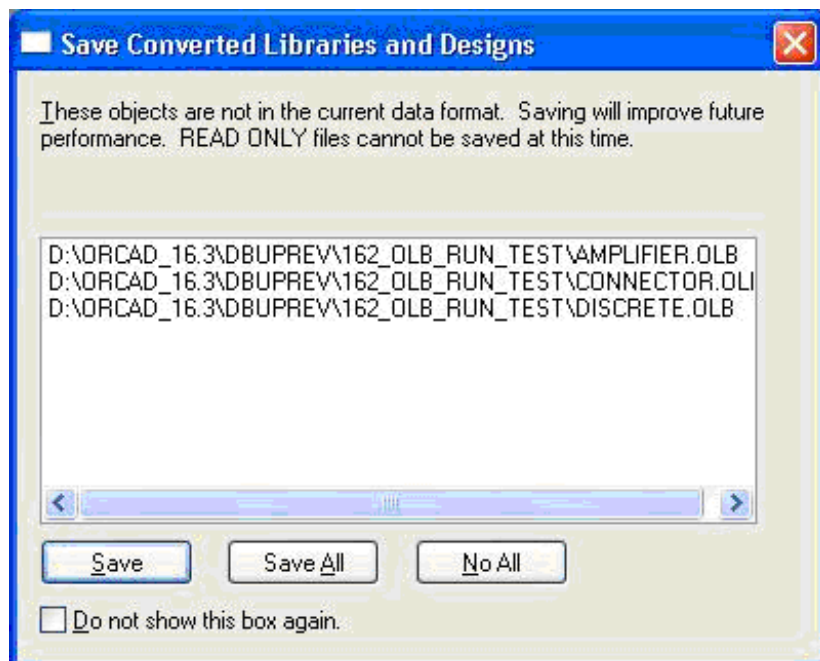 Save Converted Libraries and Designs
These objects are not in the current data format. Saving will improve future
performance. READ ONLY files cannot be saved at this time.
D:\ORCAD_16.3\DBUPREV\162_OLB_RUN_TEST\AMPLIFIER.OLB
D:\ORCAD_16.3\DBUPREV\162_OLB_RUN_TEST\CONNECTOR.OL
D:\ORCAD_16.3\DBUPREV\162_OLB_RUN_TEST\DISCRETE.OLB
Save
Save All
No All
Do not show this box again.